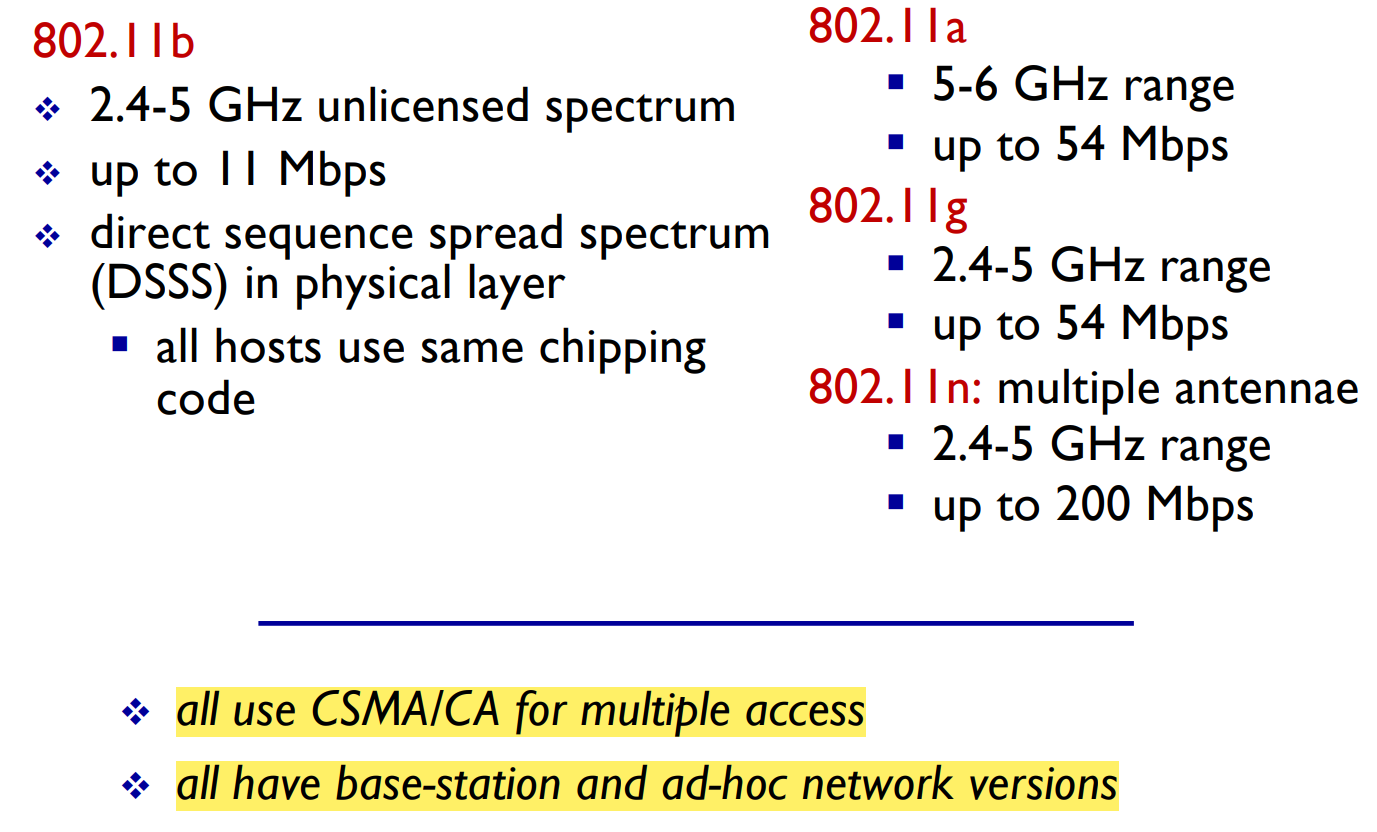 802.11b
❖ 2.4-5 GHz unlicensed spectrum
❖ up to 11 Mbps
❖ direct sequence spread spectrum
(DSSS) in physical layer
▪ all hosts use same chipping
code
802.11a
▪ 5-6 GHz range
▪ up to 54 Mbps
802.11g
▪ 2.4-5 GHz range
▪ up to 54 Mbps
802.11n: multiple antennae
▪ 2.4-5 GHz range
▪ up to 200 Mbps
❖ all use CSMA/CA for multiple access
❖ all have base-station and ad-hoc network versions